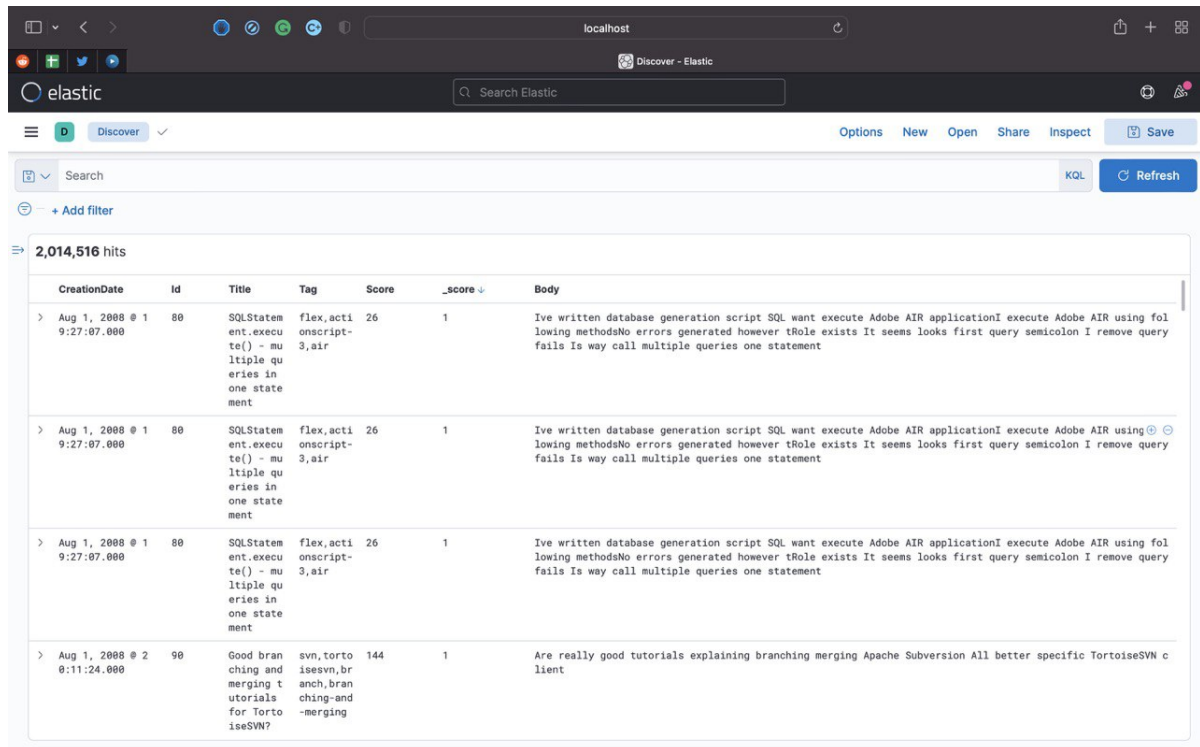 localhost
Discover - Elastic
elastic
Search Elastic
D
Discover
Options
New
Open
Share
Inspect
Save
Search
KQL
Refresh
+ Add filter
2,014,516 hits
CreationDate Id Title Tag Score _score Body
Aug 1, 2008 @ 1
9:27:07.000
80
SQLStatem
ent.execu
te() - mu
ltiple qu
eries in
one state
ment
flex,acti
onscript-
3,air
26
1
Ive written database generation script SQL want execute Adobe AIR applicationI execute Adobe AIR using fol
lowing methodsNo errors generated however tRole exists It seems looks first query semicolon I remove query
fails Is way call multiple queries one statement
Aug 1, 2008 @ 1
9:27:07.000
80
SQLStatem
ent.execu
te() - mu
ltiple qu
eries in
one state
ment
flex,acti
onscript-
3,air
26
1
Ive written database generation script SQL want execute Adobe AIR applicationI execute Adobe AIR using
lowing methodsNo errors generated however tRole exists It seems looks first query semicolon I remove query
fails Is way call multiple queries one statement
Aug 1, 2008 @ 1
9:27:07.000
80
SQLStatem
ent.execu
te() - mu
ltiple qu
eries in
one state
ment
flex,acti
onscript-
3,air
26
1
Ive written database generation script SQL want execute Adobe AIR applicationI execute Adobe AIR using fol
lowing methodsNo errors generated however tRole exists It seems looks first query semicolon I remove query
fails Is way call multiple queries one statement
Aug 1, 2008 @ 2
0:11:24.000
90
Good bran
ching and
merging t
utorials
for Torto
iseSVN?
svn,torto
isesvn,br
anch,bran
ching-and
-merging
144
1
Are really good tutorials explaining branching merging Apache Subversion All better specific TortoiseSVN c
lient